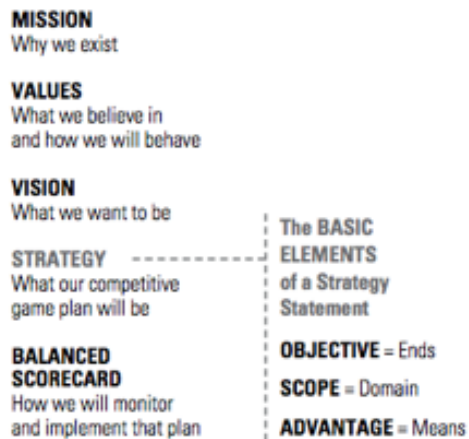 MISSION
Why we exist
VALUES
What we believe in
and how we will behave
VISION
What we want to be
STRATEGY
What our competitive
game plan will be
BALANCED
SCORECARD
How we will monitor
and implement that plan
The BASIC
ELEMENTS
of a Strategy
Statement
OBJECTIVE = Ends
SCOPE = Domain
ADVANTAGE = Means